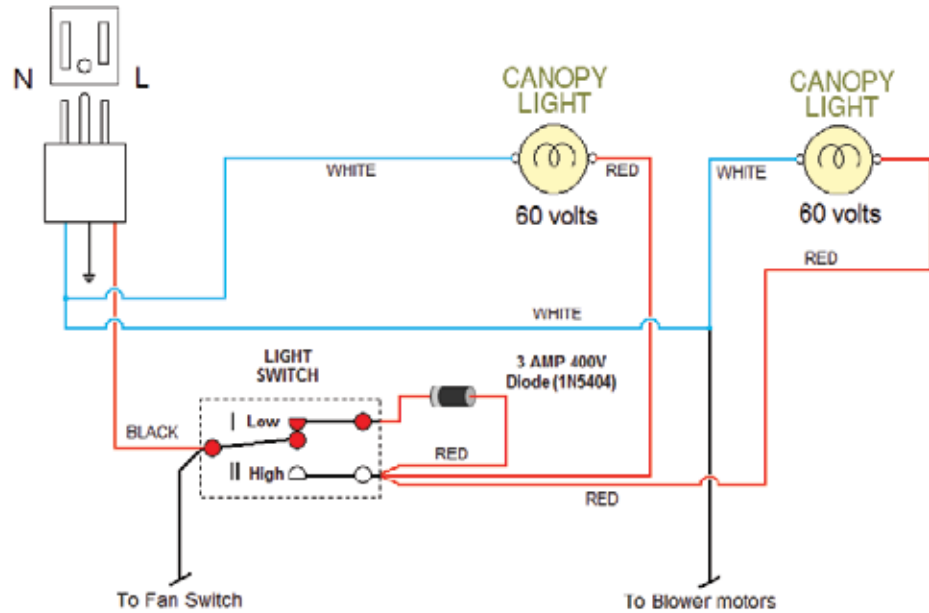 N L
CANOPY
LIGHT
CANOPY
LIGHT
WHITE
RED
WHITE
60 volts
60 volts
RED
WHITE
LIGHT
SWITCH
3 AMP 400V
Diode (1N5404)
| Low
BLACK
RED
|| High
RED
To Fan Switch
To Blower motors